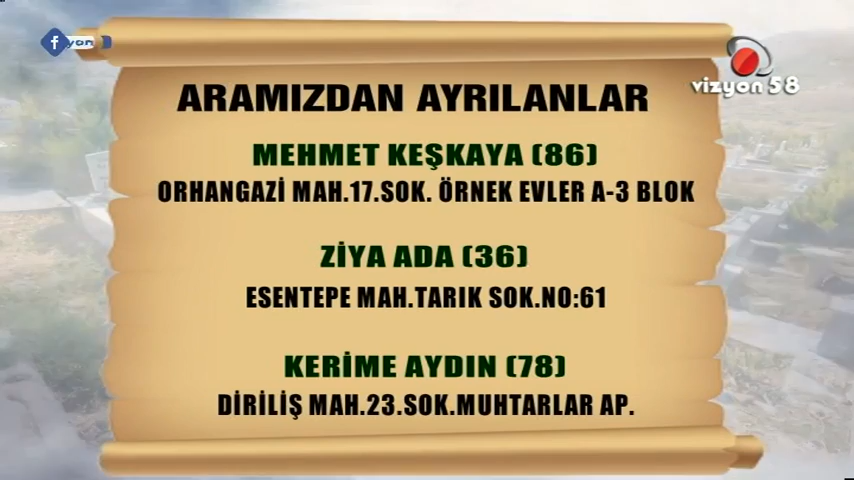 f
yon
vizyon 58
ARAMIZDAN AYRILANLAR
MEHMET KEŞKAYA (86)
ORHANGAZİ MAH.17.SOK. ÖRNEK EVLER A-3 BLOK
ZİYA ADA (36)
ESENTEPE MAH.TARIK SOK.NO:61
KERİME AYDIN (78)
DİRİLİŞ MAH.23.SOK.MUHTARLAR AP.